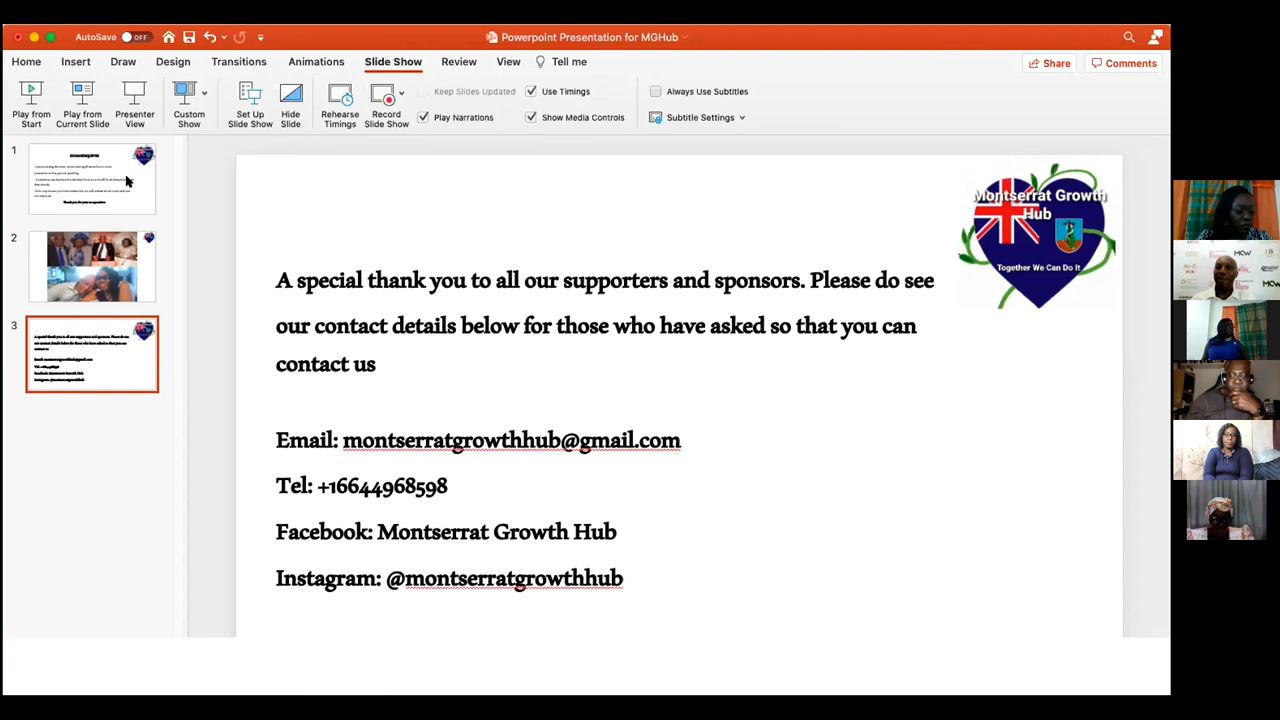 AutoSave OFF
Powerpoint Presentation for MGHub
Home Insert Draw Design Transitions Animations Slide Show Review View Tell me
Share Comments
Play from Start
Play from Current Slide
Presenter View
Custom Show
Set Up Slide Show
Hide Slide
Rehearse Timings
Record Slide Show
Keep Slides Updated
Use Timings
Play Narrations
Show Media Controls
Always Use Subtitles
Subtitle Settings
1
2
3
Montserrat Growth
Hub
Together We Can Do It
A special thank you to all our supporters and sponsors. Please do see
our contact details below for those who have asked so that you can
contact us
Email: montserratgrowthhub@gmail.com
Tel: +16644968598
Facebook: Montserrat Growth Hub
Instagram: @montserratgrowthhub
MCW
MCW